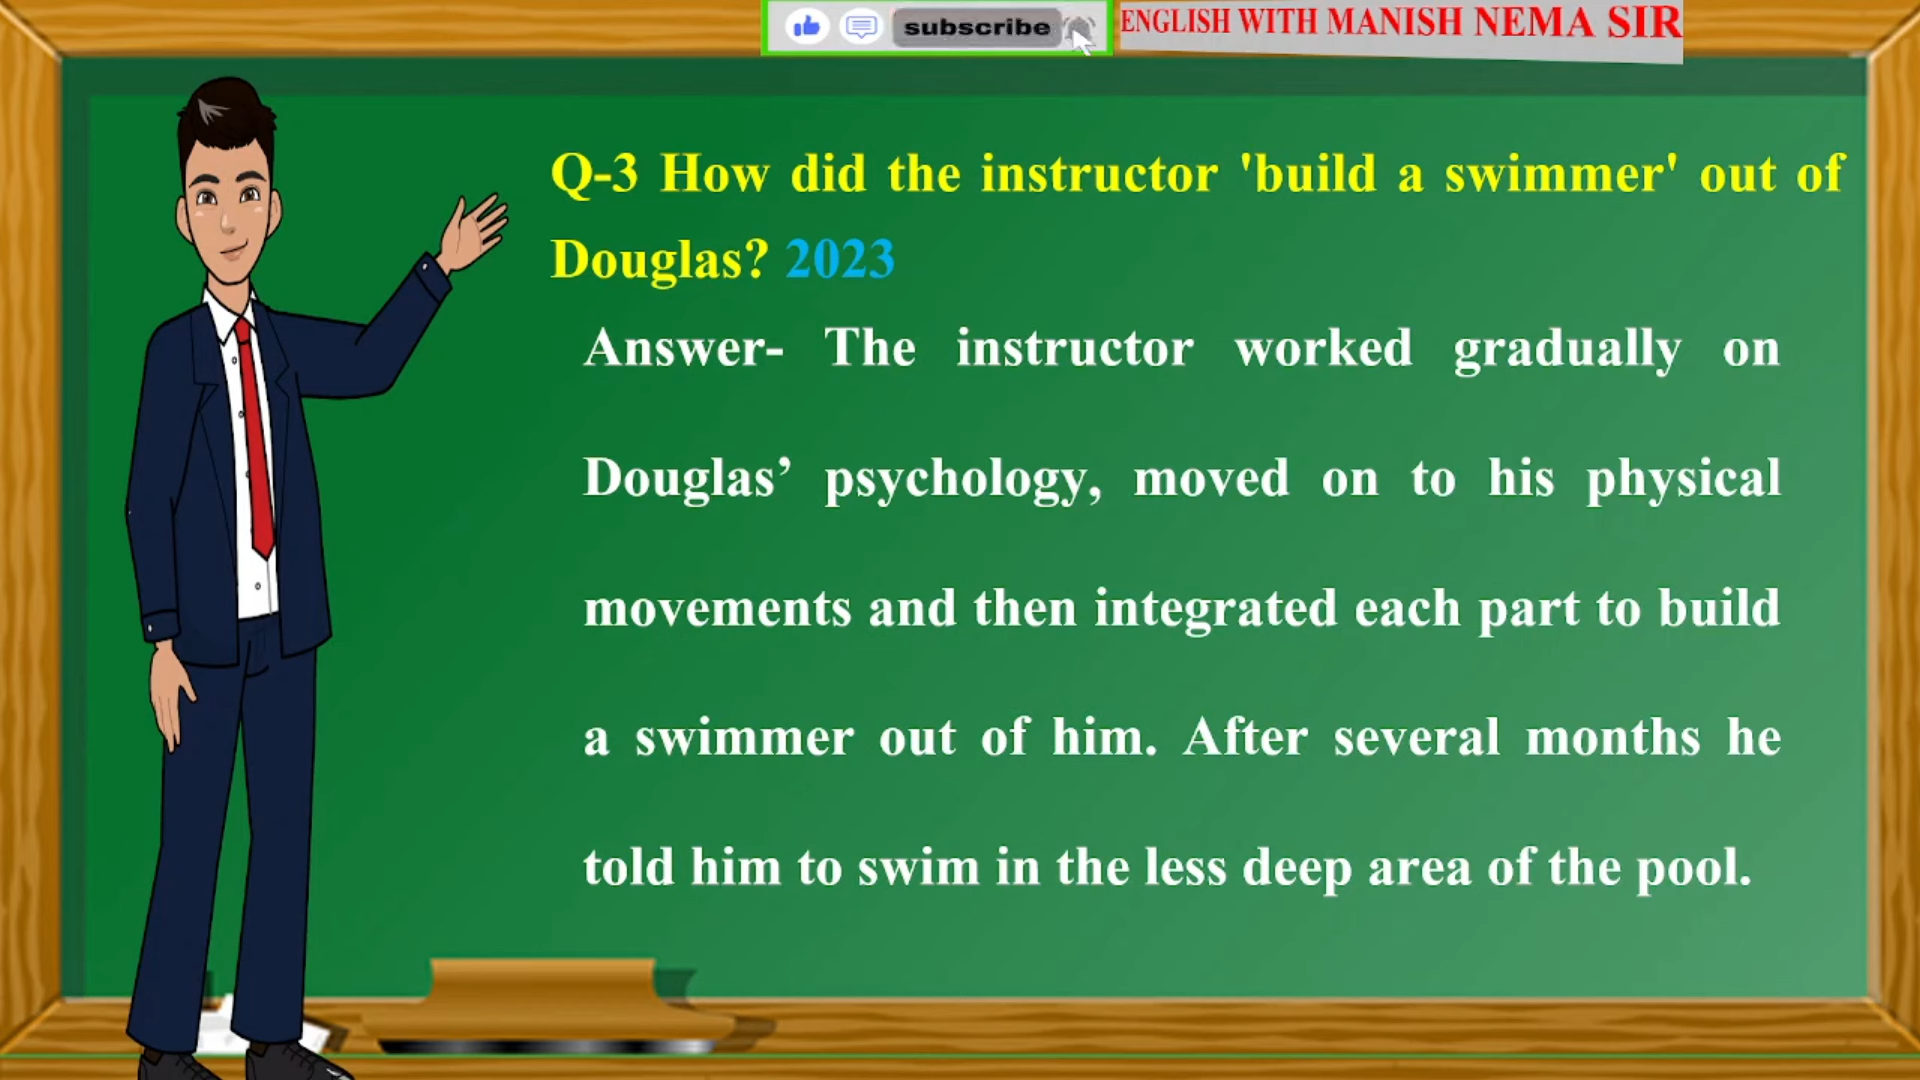 subscribe
ENGLISH WITH MANISH NEMA SIR
Q-3 How did the instructor 'build a swimmer' out of
Douglas? 2023
Answer- The instructor worked gradually on
Douglas’ psychology, moved on to his physical
movements and then integrated each part to build
a swimmer out of him. After several months he
told him to swim in the less deep area of the pool.